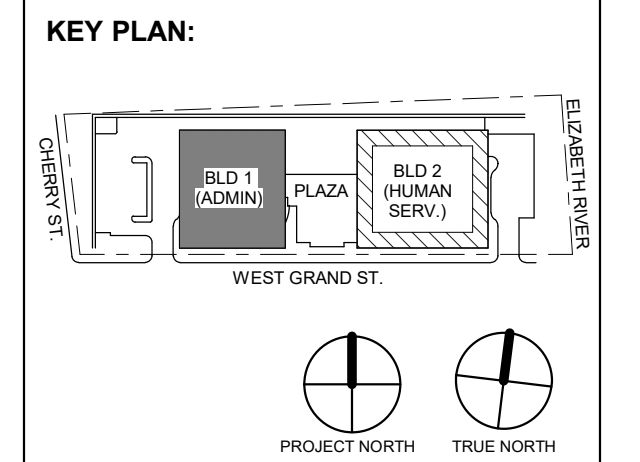 KEY PLAN:
CHERRY ST.
BLD 1
(ADMIN)
PLAZA
BLD 2
(HUMAN
SERV.)
ELIZABETH RIVER
WEST GRAND ST.
PROJECT NORTH
TRUE NORTH